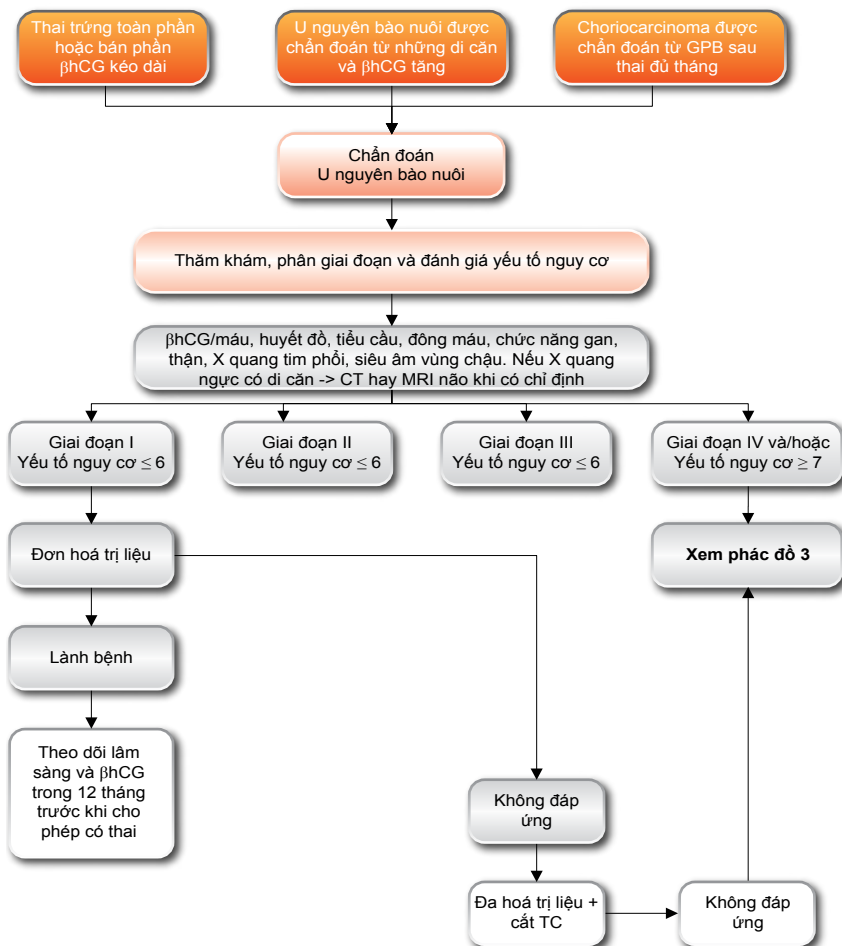 Thai trứng toàn phần
hoặc bán phần
βhCG kéo dài
U nguyên bào nuôi được
chẩn đoán từ những di căn
và βhCG tăng
Choriocarcinoma được
chẩn đoán từ GPB sau
thai đủ tháng
Chẩn đoán
U nguyên bào nuôi
Thăm khám, phân giai đoạn và đánh giá yếu tố nguy cơ
βhCG/máu, huyết đồ, tiểu cầu, đông máu, chức năng gan,
thận, X quang tim phổi, siêu âm vùng chậu. Nếu X quang
ngực có di căn -> CT hay MRI não khi có chỉ định
Giai đoạn I
Yếu tố nguy cơ ≤ 6
Giai đoạn II
Yếu tố nguy cơ ≤ 6
Giai đoạn III
Yếu tố nguy cơ ≤ 6
Giai đoạn IV và/hoặc
Yếu tố nguy cơ ≥ 7
Đơn hoá trị liệu
Xem phác đồ 3
Lành bệnh
Theo dõi lâm
sàng và βhCG
trong 12 tháng
trước khi cho
phép có thai
Không đáp
ứng
Đa hoá trị liệu +
cắt TC
Không đáp
ứng